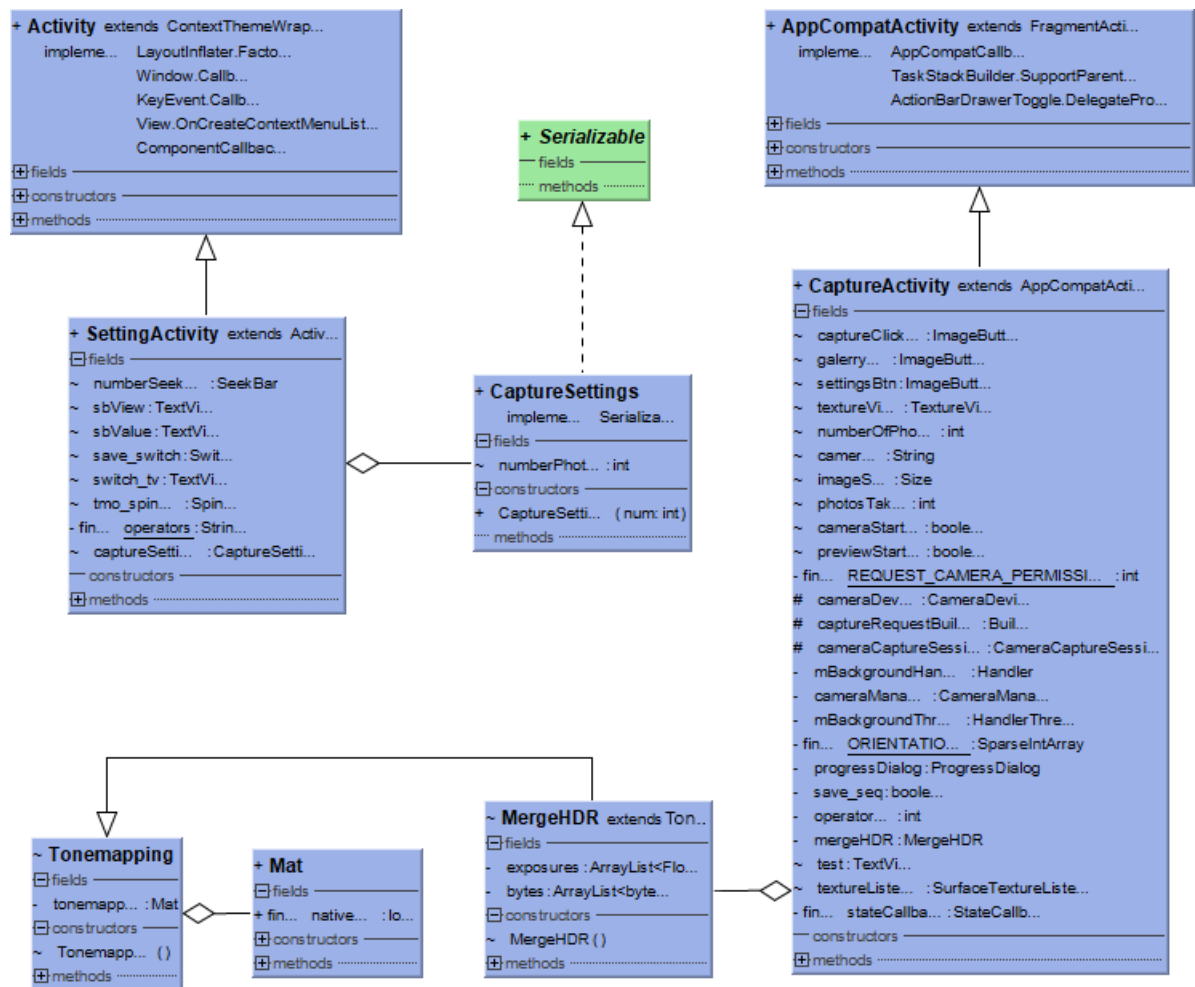 + Activity extends ContextThemeWrap...
impleme... LayoutInflater.Facto...
Window.Callb...
KeyEvent.Callb...
View.OnCreateContextMenuList...
ComponentCallbac...
fields
constructors
methods
+ Serializable
fields
methods
+ AppCompatActivity extends FragmentActi...
impleme... AppCompatCallb...
TaskStackBuilder.SupportParent...
ActionBarDrawerToggle.DelegatePro...
fields
constructors
methods
+ SettingActivity extends Activ...
fields
~ numberSeek... : SeekBar
~ sbView : TextVi...
~ sbValue : TextVi...
~ save_switch : Swit...
~ switch_tv : TextVi...
~ tmo_spin... : Spin...
- fin... operators : Strin...
~ captureSetti... : CaptureSetti...
constructors
methods
+ CaptureSettings
impleme... Serializa...
fields
~ numberPhot... : int
constructors
+ CaptureSetti... (num: int)
methods
+ CaptureActivity extends AppCompatActi...
fields
~ captureClick... : ImageButt...
~ galerry... : ImageButt...
~ settingsBtn : ImageButt...
~ textureVi... : TextureVi...
~ numberOfPho... : int
~ camer... : String
~ imageS... : Size
~ photosTak... : int
~ cameraStart... : boole...
~ previewStart... : boole...
- fin... REQUEST_CAMERA_PERMISSI... : int
# cameraDev... : CameraDevi...
# captureRequestBuil... : Buil...
# cameraCaptureSessi... : CameraCaptureSessi...
- mBackgroundHan... : Handler
- cameraMana... : CameraMana...
- mBackgroundThr... : HandlerThre...
- fin... ORIENTATIO... : SparseIntArray
- progressDialog : ProgressDialog
- save_seq : boole...
- operator... : int
- mergeHDR : MergeHDR
~ test : TextVi...
~ textureListe... : SurfaceTextureListe...
- fin... stateCallba... : StateCallb...
constructors
methods
~ Tonemapping
fields
- tonemapp... : Mat
constructors
~ Tonemapp... ()
methods
+ Mat
fields
+ fin... native... : lo...
constructors
methods
~ MergeHDR extends Ton...
fields
- exposures : ArrayList<Flo...
- bytes : ArrayList<byte...
constructors
~ MergeHDR ()
methods